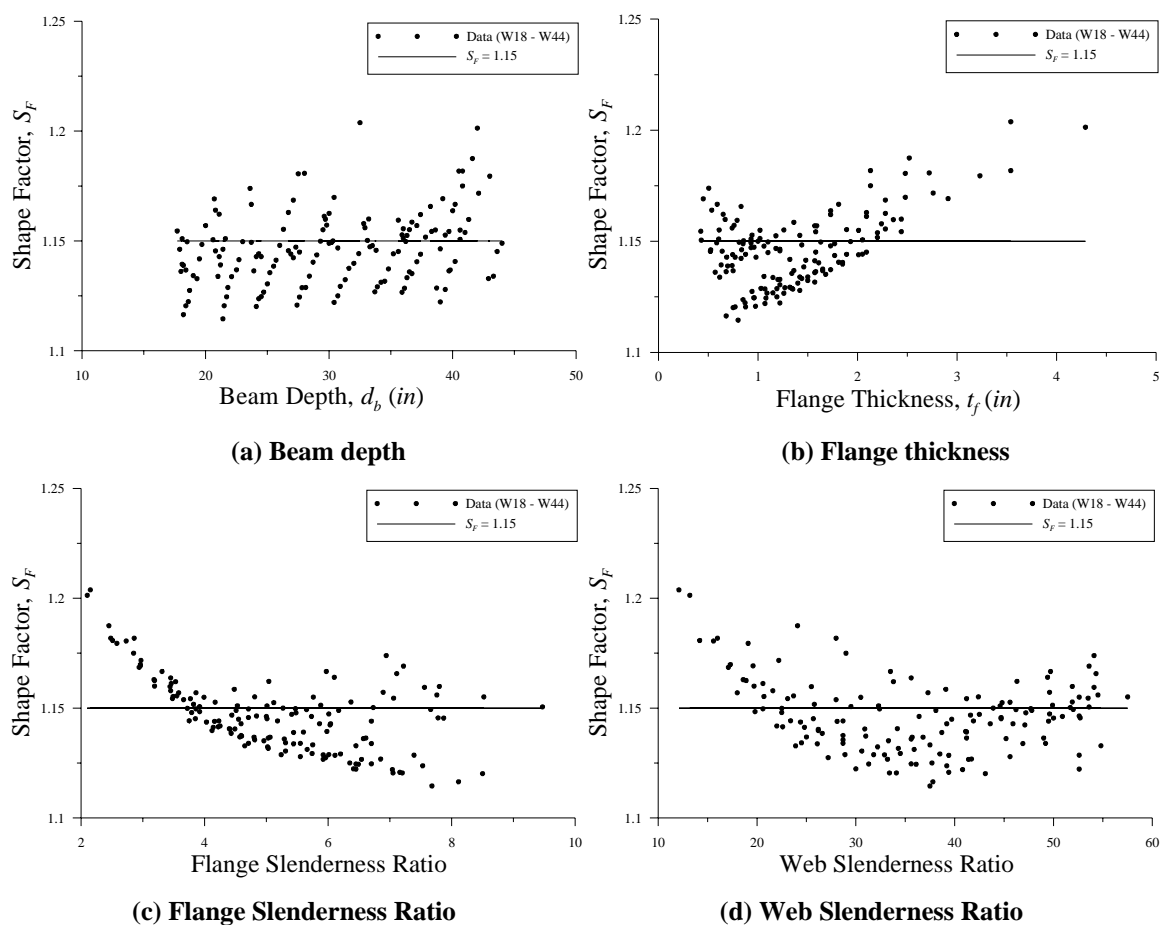 1.25
1.2
1.15
1.1
Shape Factor, S_F
Data (W18 - W44)
S_F = 1.15
10 20 30 40 50
Beam Depth, d_b (in)
(a) Beam depth
1.25
1.2
1.15
1.1
Shape Factor, S_F
Data (W18 - W44)
S_F = 1.15
0 1 2 3 4 5
Flange Thickness, t_f (in)
(b) Flange thickness
1.25
1.2
1.15
1.1
Shape Factor, S_F
Data (W18 - W44)
S_F = 1.15
2 4 6 8 10
Flange Slenderness Ratio
(c) Flange Slenderness Ratio
1.25
1.2
1.15
1.1
Shape Factor, S_F
Data (W18 - W44)
S_F = 1.15
10 20 30 40 50 60
Web Slenderness Ratio
(d) Web Slenderness Ratio